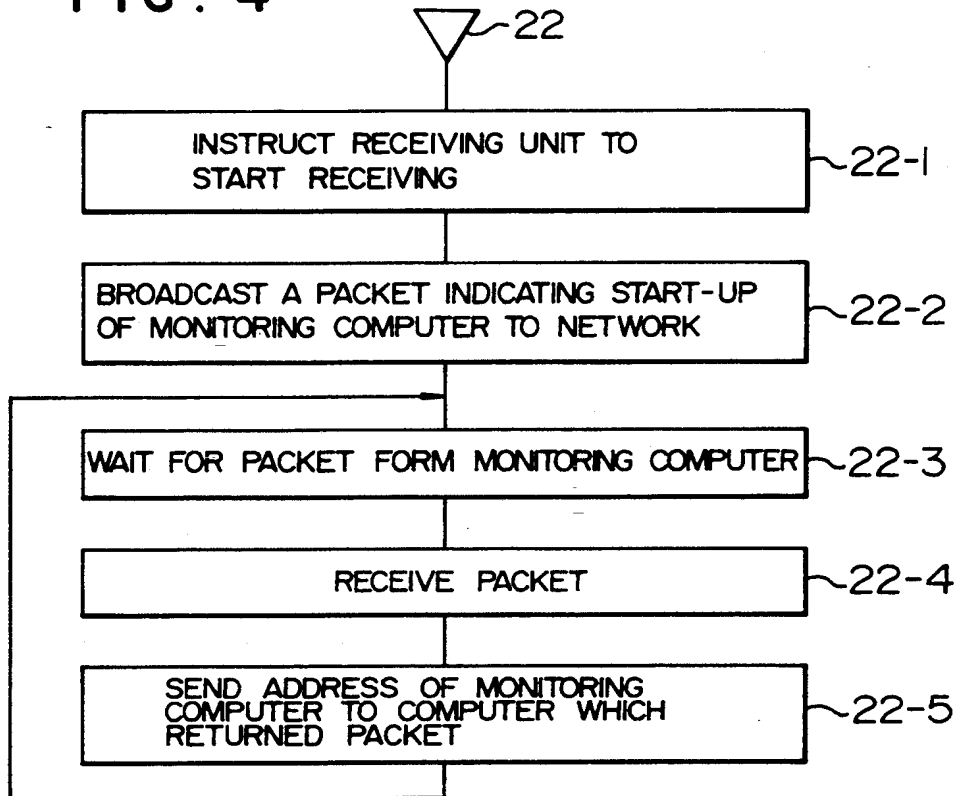 FIG. 4
22
INSTRUCT RECEIVING UNIT TO
START RECEIVING
22-1
BROADCAST A PACKET INDICATING START-UP
OF MONITORING COMPUTER TO NETWORK
22-2
WAIT FOR PACKET FORM MONITORING COMPUTER
22-3
RECEIVE PACKET
22-4
SEND ADDRESS OF MONITORING
COMPUTER TO COMPUTER WHICH
RETURNED PACKET
22-5